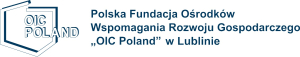 OIC
POLAND
Polska Fundacja Ośrodków
Wspomagania Rozwoju Gospodarczego
„OIC Poland” w Lublinie